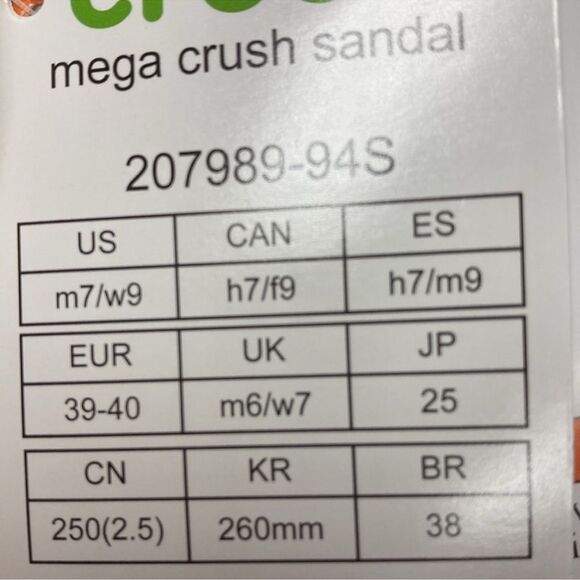 mega crush sandal
207989-94S
US CAN ES
m7/w9 h7/f9 h7/m9
EUR UK JP
39-40 m6/w7 25
CN KR BR
250(2.5) 260mm 38